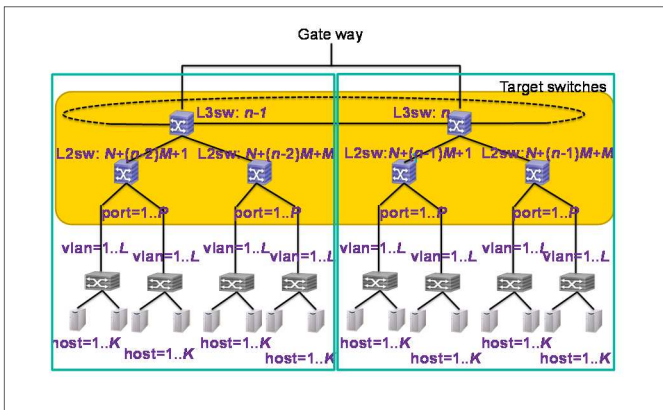 Gate way
Target switches
L3sw: n-1
L3sw: n
L2sw: N+(n-2)M+1
L2sw: N+(n-2)M+M
L2sw: N+(n-1)M+1
L2sw:N+(n-1)M+M
port=1..P
port=1..P
port=1..P
port=1..P
vlan=1..L
vlan=1..L
vlan=1..L
vlan=1..L
vlan=1..L
vlan=1..L
vlan=1..L
vlan=1..L
host=1..K
host=1..K
host=1..K
host=1..K
host=1..K
host=1..K
host=1..K
host=1..K